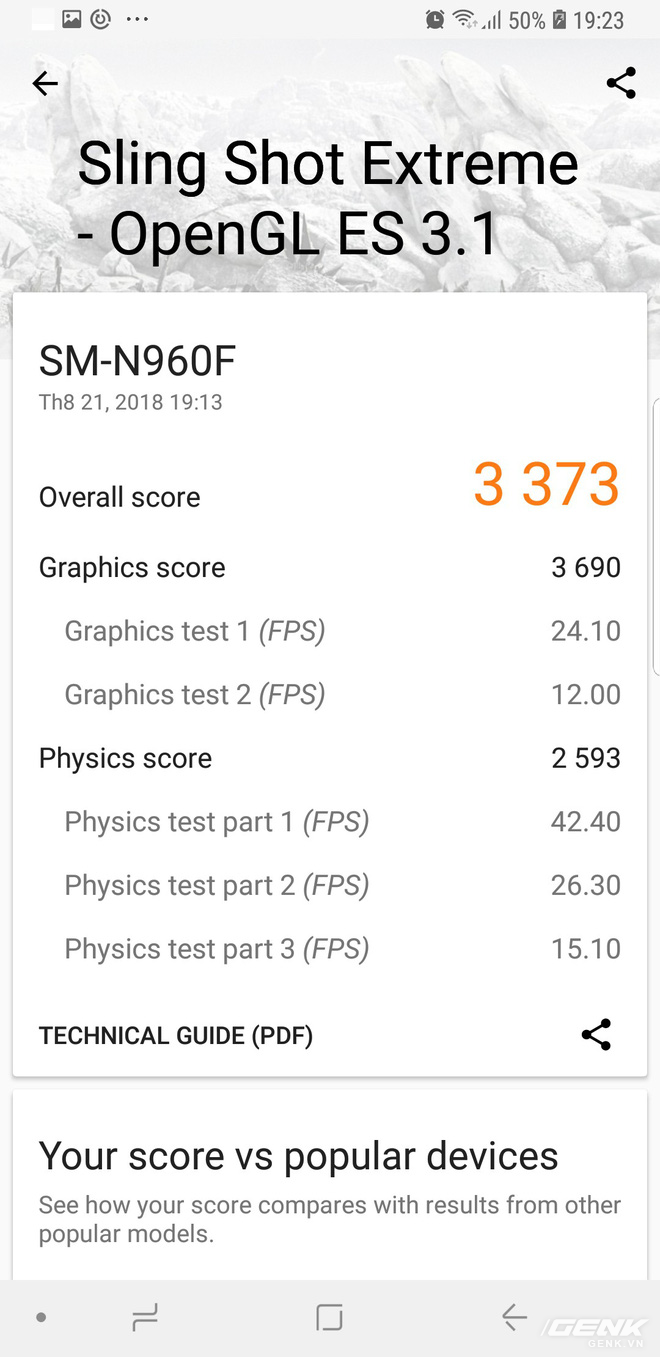 50% 19:23
Sling Shot Extreme
- OpenGL ES 3.1
SM-N960F
Th8 21, 2018 19:13
Overall score 3 373
Graphics score 3 690
Graphics test 1 (FPS) 24.10
Graphics test 2 (FPS) 12.00
Physics score 2 593
Physics test part 1 (FPS) 42.40
Physics test part 2 (FPS) 26.30
Physics test part 3 (FPS) 15.10
TECHNICAL GUIDE (PDF)
Your score vs popular devices
See how your score compares with results from other
popular models.
GENK
GENK.VN